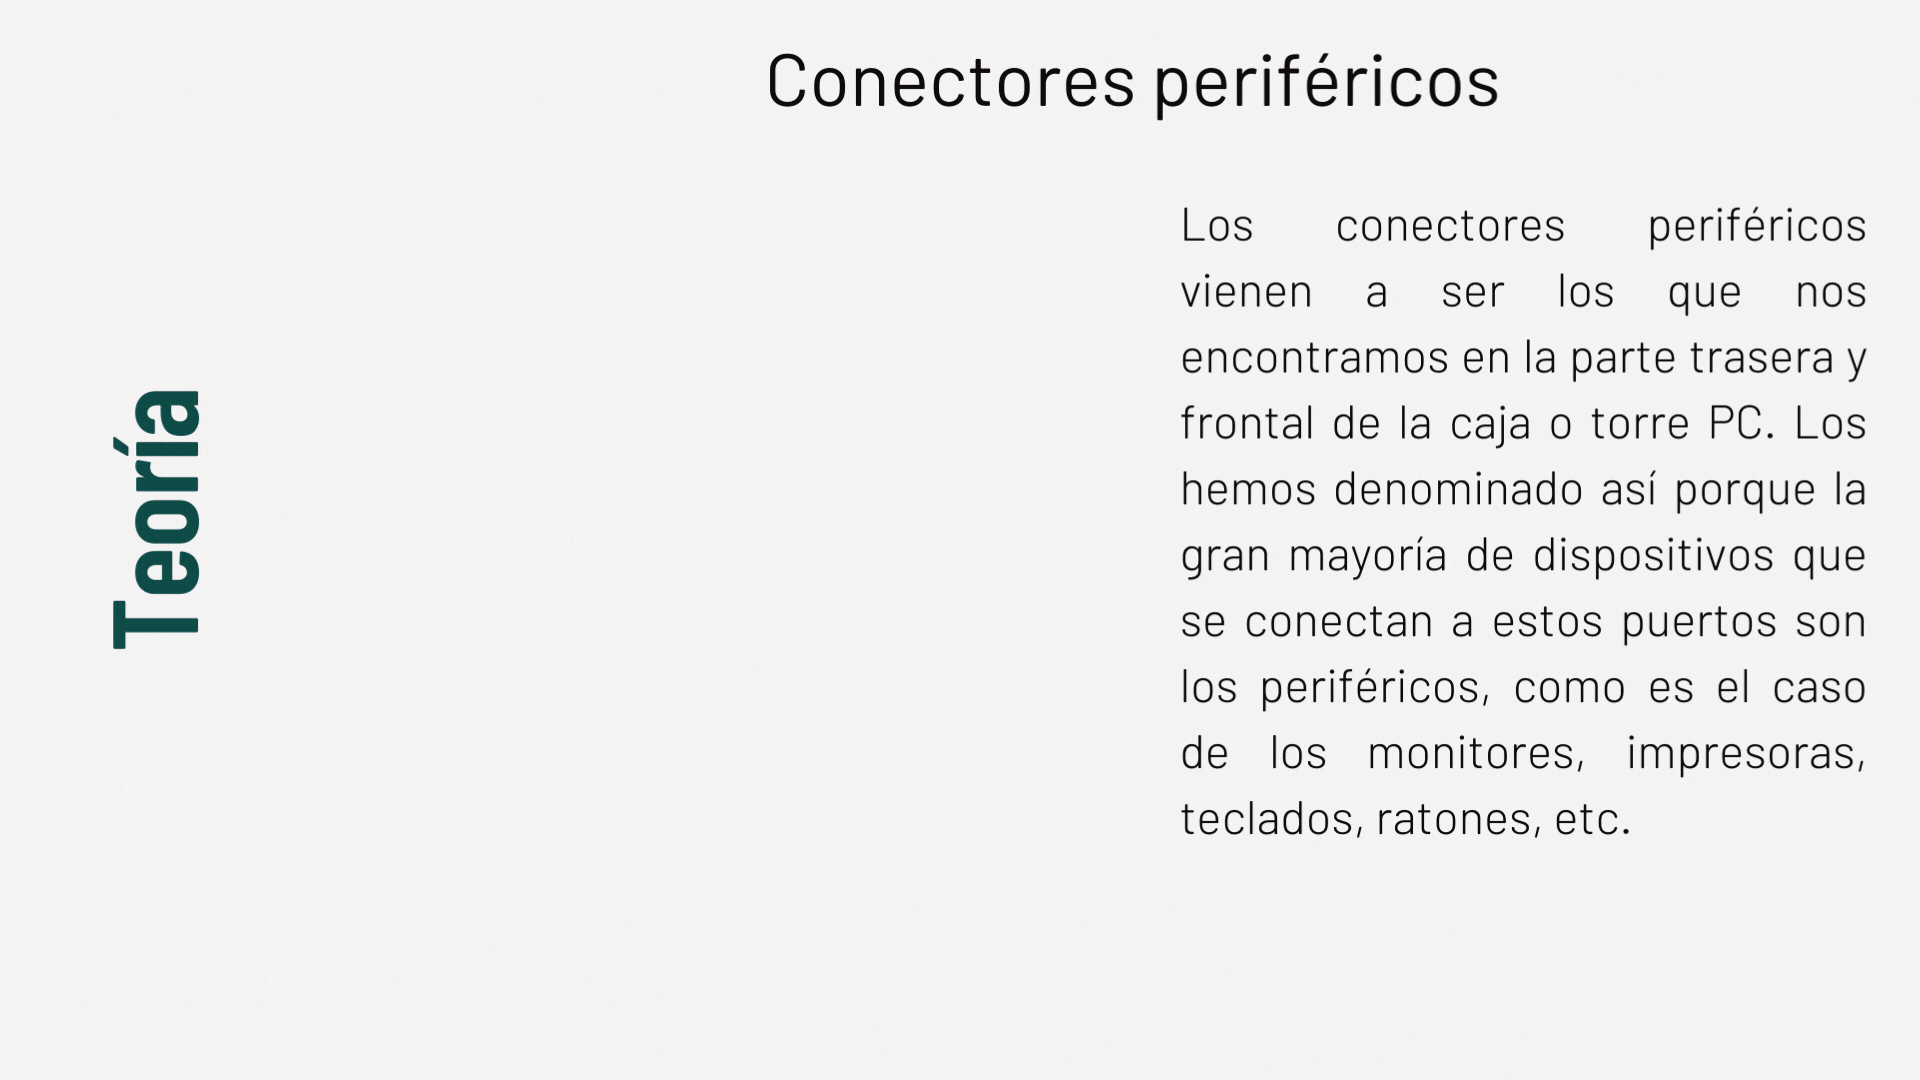 Conectores periféricos
Teoría
Los conectores periféricos
vienen a ser los que nos
encontramos en la parte trasera y
frontal de la caja o torre PC. Los
hemos denominado así porque la
gran mayoría de dispositivos que
se conectan a estos puertos son
los periféricos, como es el caso
de los monitores, impresoras,
teclados, ratones, etc.